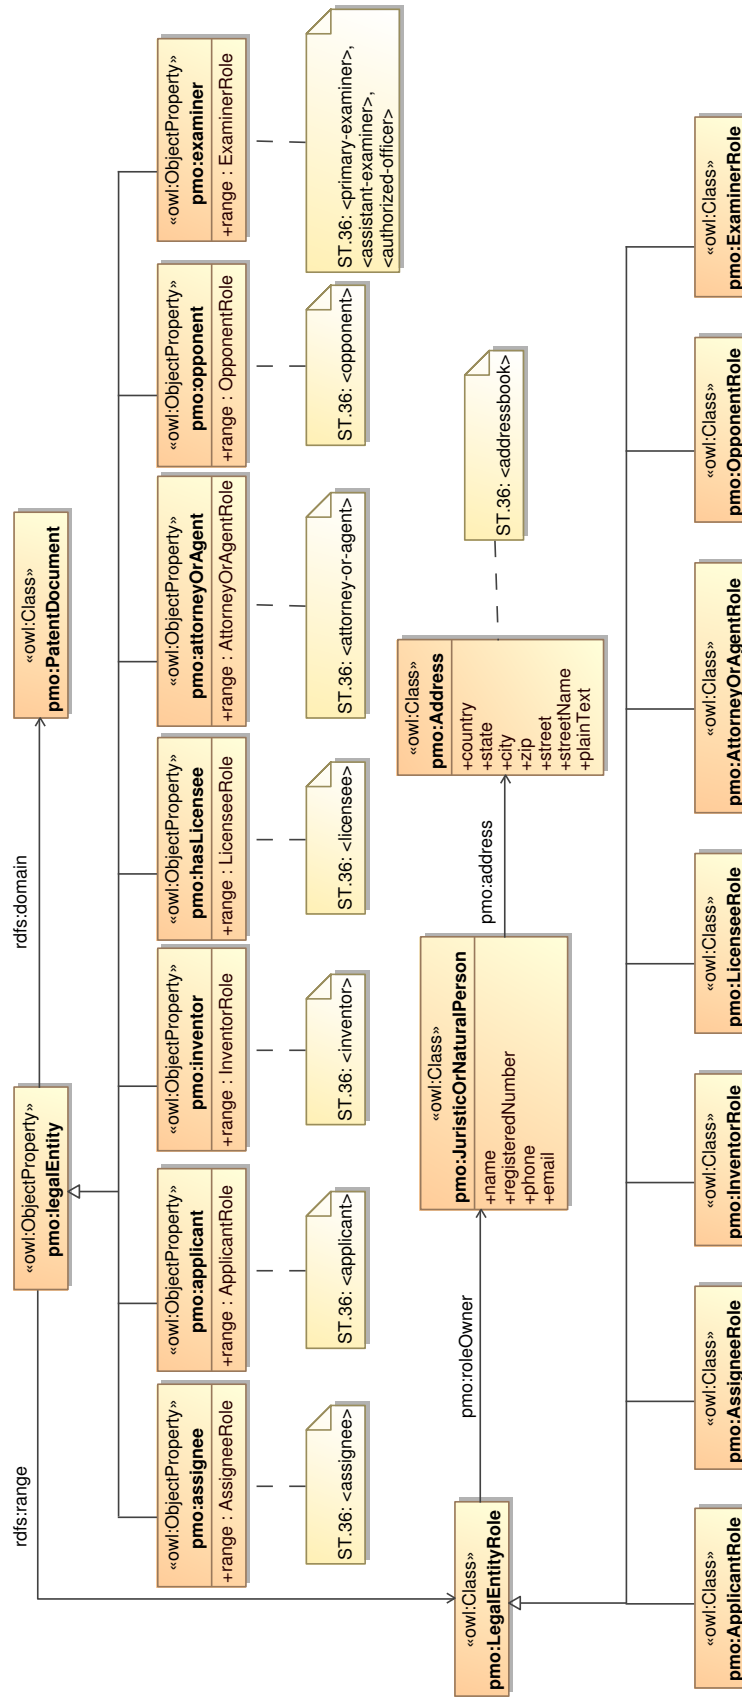 «owl:ObjectProperty»
pmo:legalEntity
rdfs:domain
«owl:Class»
pmo:PatentDocument
rdfs:range
«owl:ObjectProperty»
pmo:assignee
+range : AssigneeRole
«owl:ObjectProperty»
pmo:applicant
+range : ApplicantRole
«owl:ObjectProperty»
pmo:inventor
+range : InventorRole
«owl:ObjectProperty»
pmo:hasLicensee
+range : LicenseeRole
«owl:ObjectProperty»
pmo:attorneyOrAgent
+range : AttorneyOrAgentRole
«owl:ObjectProperty»
pmo:opponent
+range : OpponentRole
«owl:ObjectProperty»
pmo:examiner
+range : ExaminerRole
ST.36: <assignee>
ST.36: <applicant>
ST.36: <inventor>
ST.36: <licensee>
ST.36: <attorney-or-agent>
ST.36: <opponent>
ST.36: <primary-examiner>,
<assistant-examiner>,
<authorized-officer>
«owl:Class»
pmo:LegalEntityRole
pmo:roleOwner
«owl:Class»
pmo:JuristicOrNaturalPerson
+name
+registeredNumber
+phone
+email
pmo:address
«owl:Class»
pmo:Address
+country
+state
+city
+zip
+street
+streetName
+plainText
ST.36: <addressbook>
«owl:Class»
pmo:ApplicantRole
«owl:Class»
pmo:AssigneeRole
«owl:Class»
pmo:InventorRole
«owl:Class»
pmo:LicenseeRole
«owl:Class»
pmo:AttorneyOrAgentRole
«owl:Class»
pmo:OpponentRole
«owl:Class»
pmo:ExaminerRole